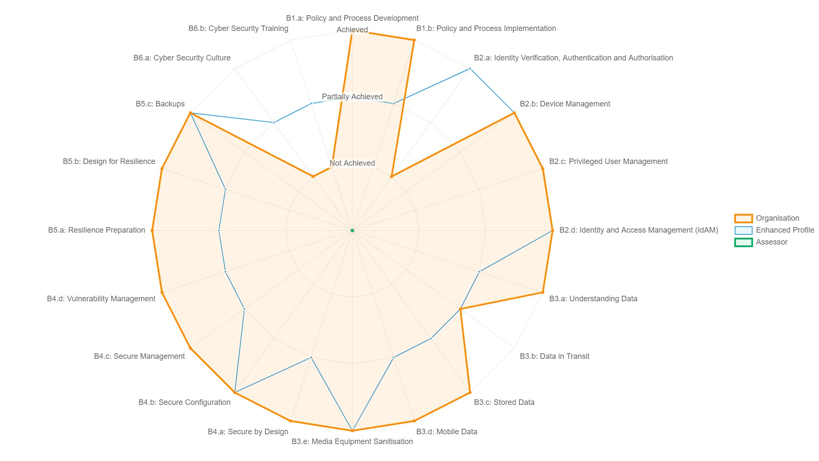 B1.a: Policy and Process Development
B6.b: Cyber Security Training
Achieved
B1.b: Policy and Process Implementation
B6.a: Cyber Security Culture
B2.a: Identity Verification, Authentication and Authorisation
Partially Achieved
B5.c: Backups
B2.b: Device Management
B5.b: Design for Resilience
Not Achieved
B2.c: Privileged User Management
Organisation
B5.a: Resilience Preparation
B2.d: Identity and Access Management (IdAM)
Enhanced Profile
Assessor
B4.d: Vulnerability Management
B3.a: Understanding Data
B4.c: Secure Management
B3.b: Data in Transit
B4.b: Secure Configuration
B3.c: Stored Data
B4.a: Secure by Design
B3.d: Mobile Data
B3.e: Media Equipment Sanitisation